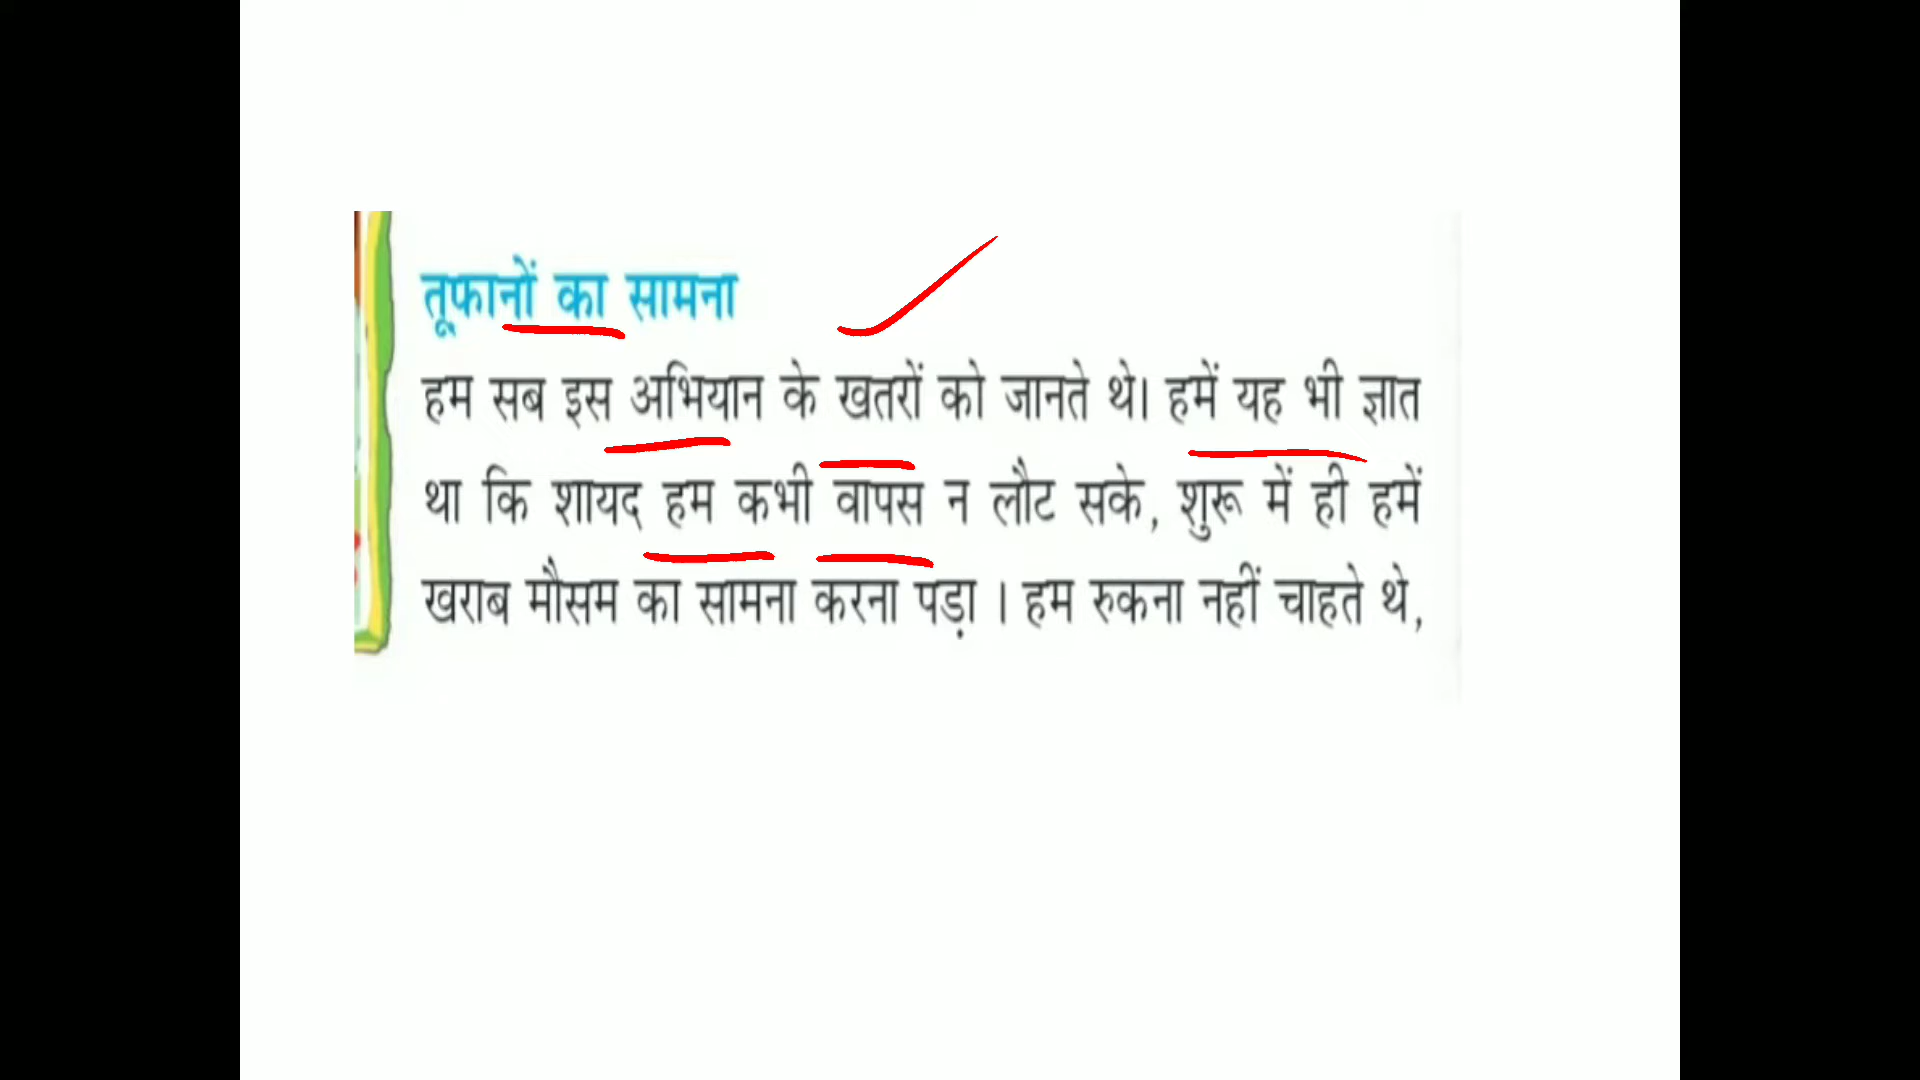 तूफानों का सामना
हम सब इस अभियान के खतरों को जानते थे। हमें यह भी ज्ञात
था कि शायद हम कभी वापस न लौट सके, शुरू में ही हमें
खराब मौसम का सामना करना पड़ा । हम रुकना नहीं चाहते थे,